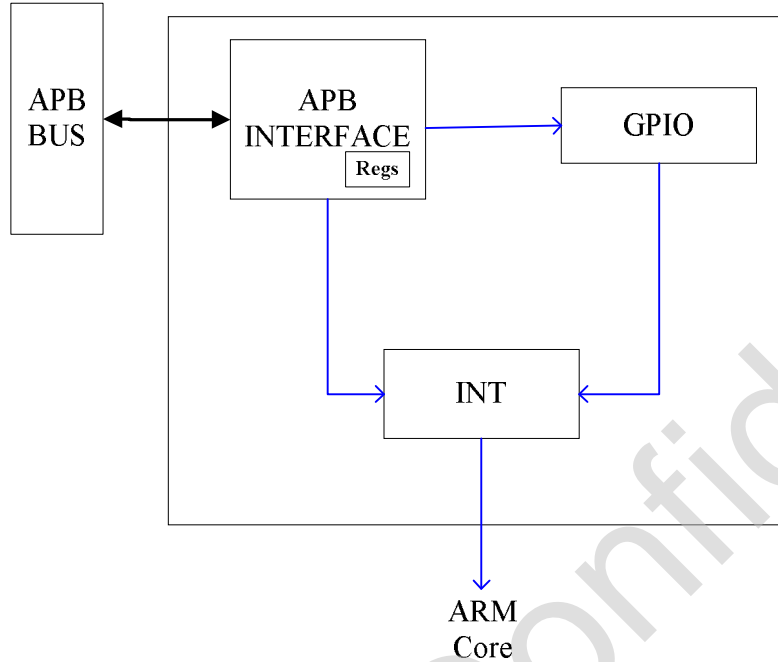 APB
BUS
APB
INTERFACE
Regs
GPIO
INT
ARM
Core